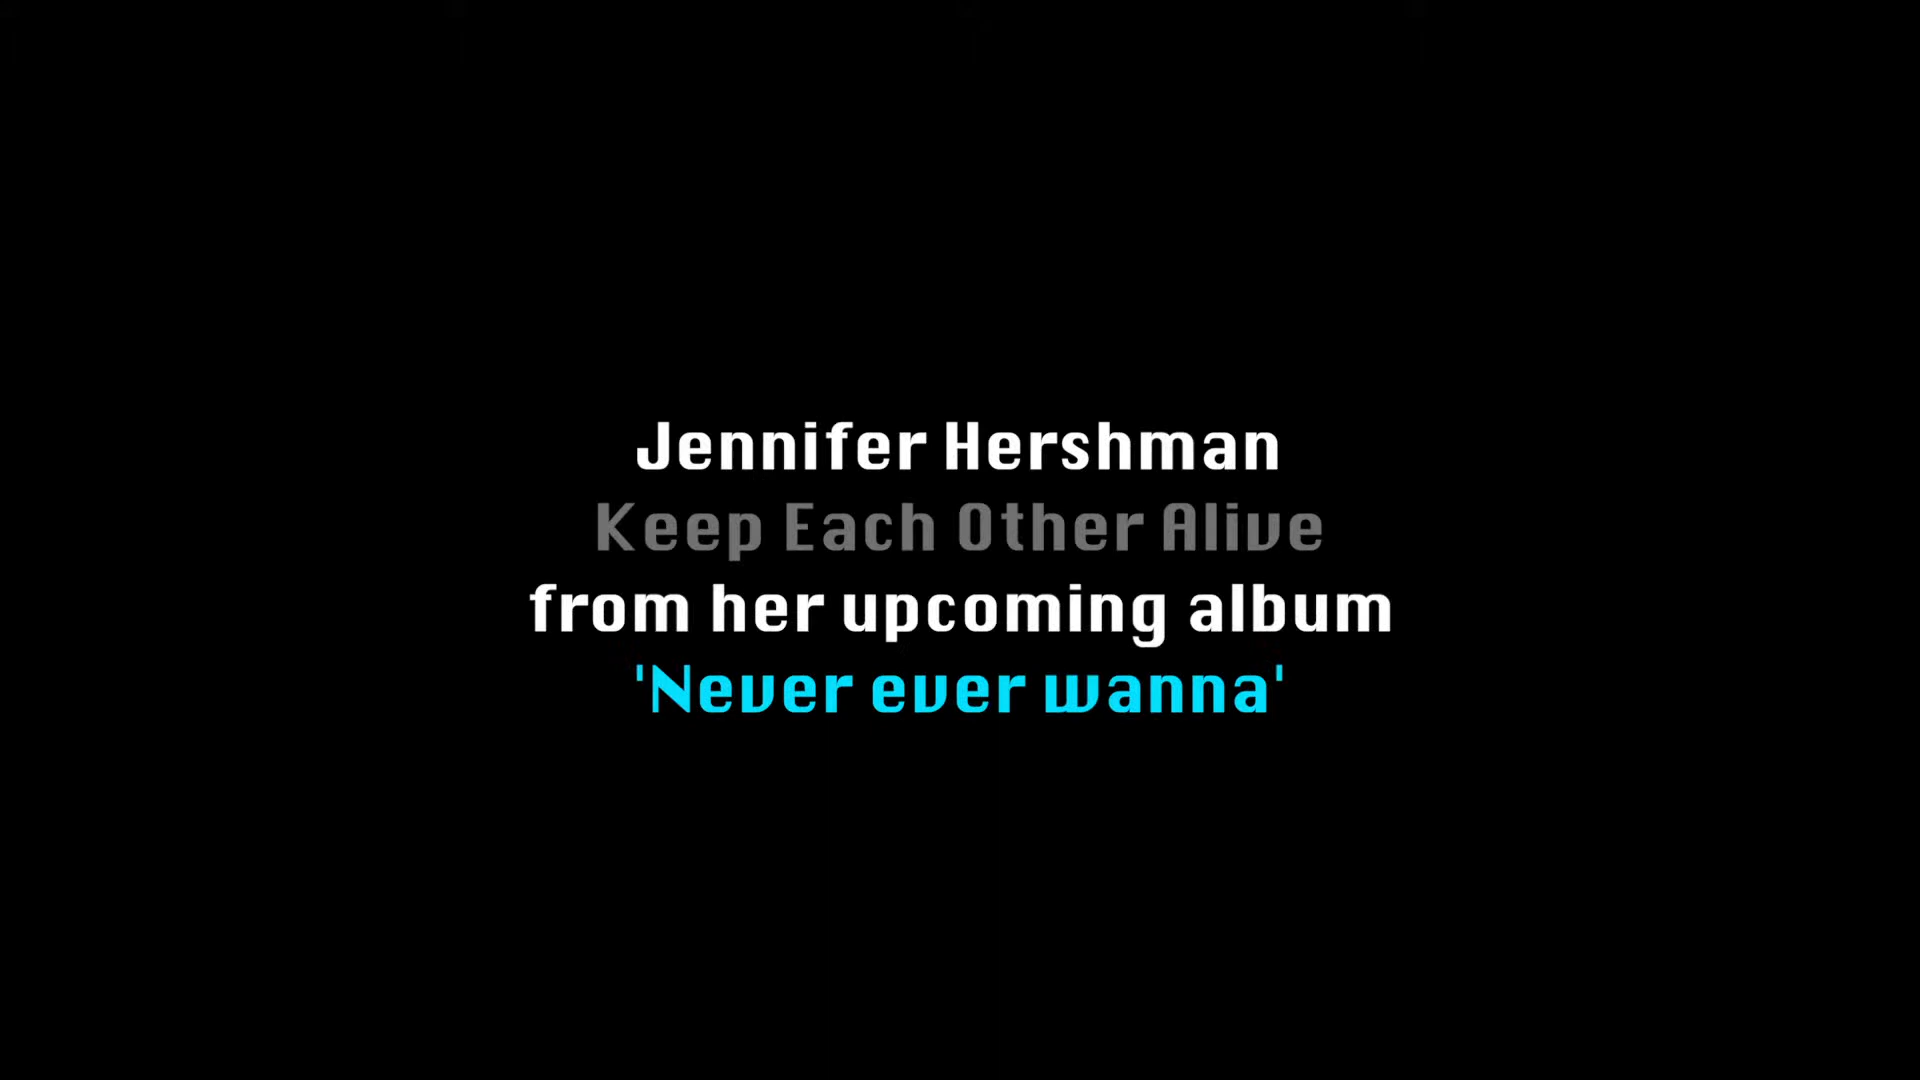 Jennifer Hershman
Keep Each Other Alive
from her upcoming album
'Never ever wanna'